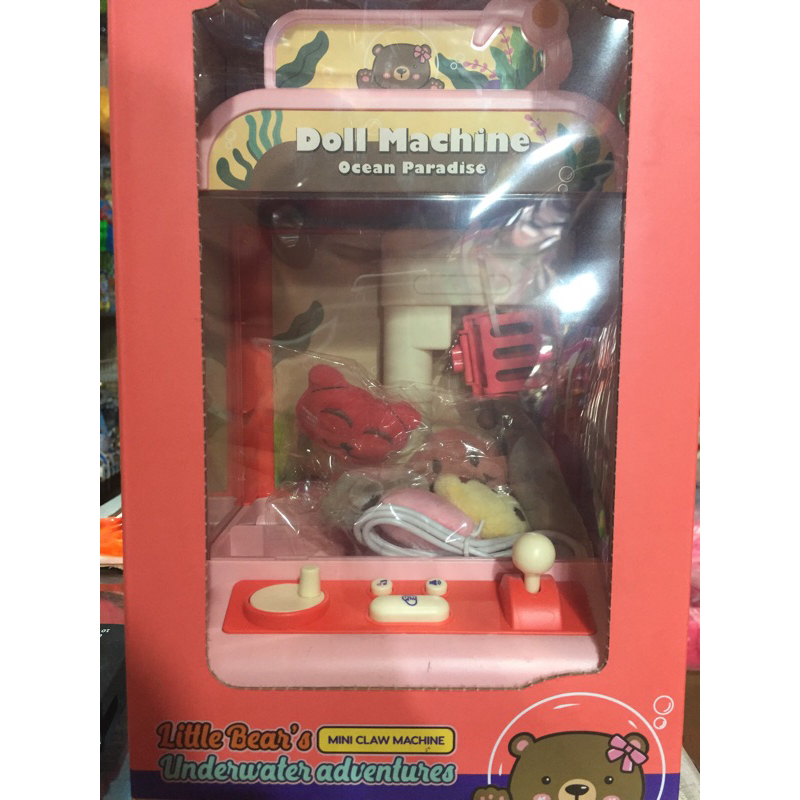 Doll Machine
Ocean Paradise
Little Bear's
MINI CLAW MACHINE
Underwater adventures